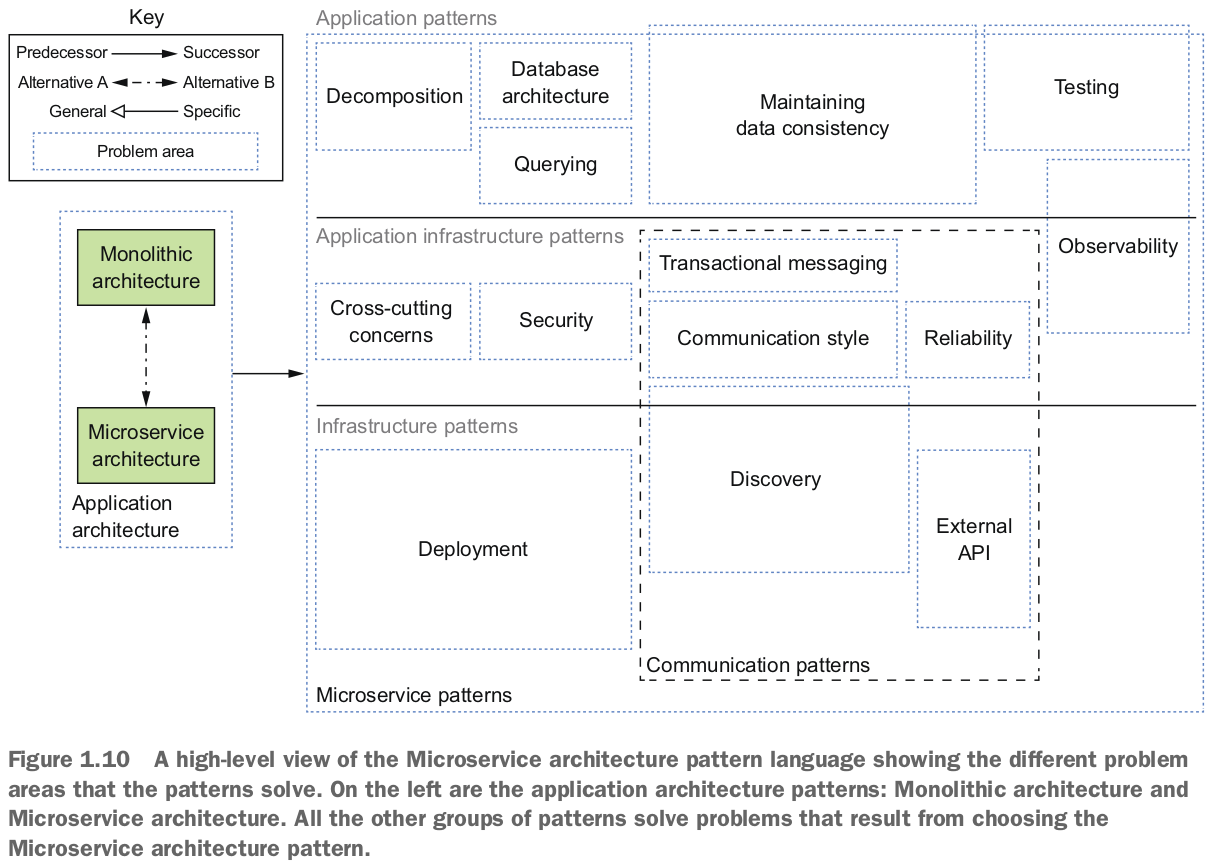 Key
Predecessor
Successor
Alternative A
Alternative B
General
Specific
Problem area
Monolithic
architecture
Microservice
architecture
Application
architecture
Application patterns
Decomposition
Database
architecture
Querying
Maintaining
data consistency
Testing
Observability
Application infrastructure patterns
Cross-cutting
concerns
Security
Transactional messaging
Communication style
Reliability
Infrastructure patterns
Deployment
Discovery
External
API
Communication patterns
Microservice patterns
Figure 1.10 A high-level view of the Microservice architecture pattern language showing the different problem
areas that the patterns solve. On the left are the application architecture patterns: Monolithic architecture and
Microservice architecture. All the other groups of patterns solve problems that result from choosing the
Microservice architecture pattern.